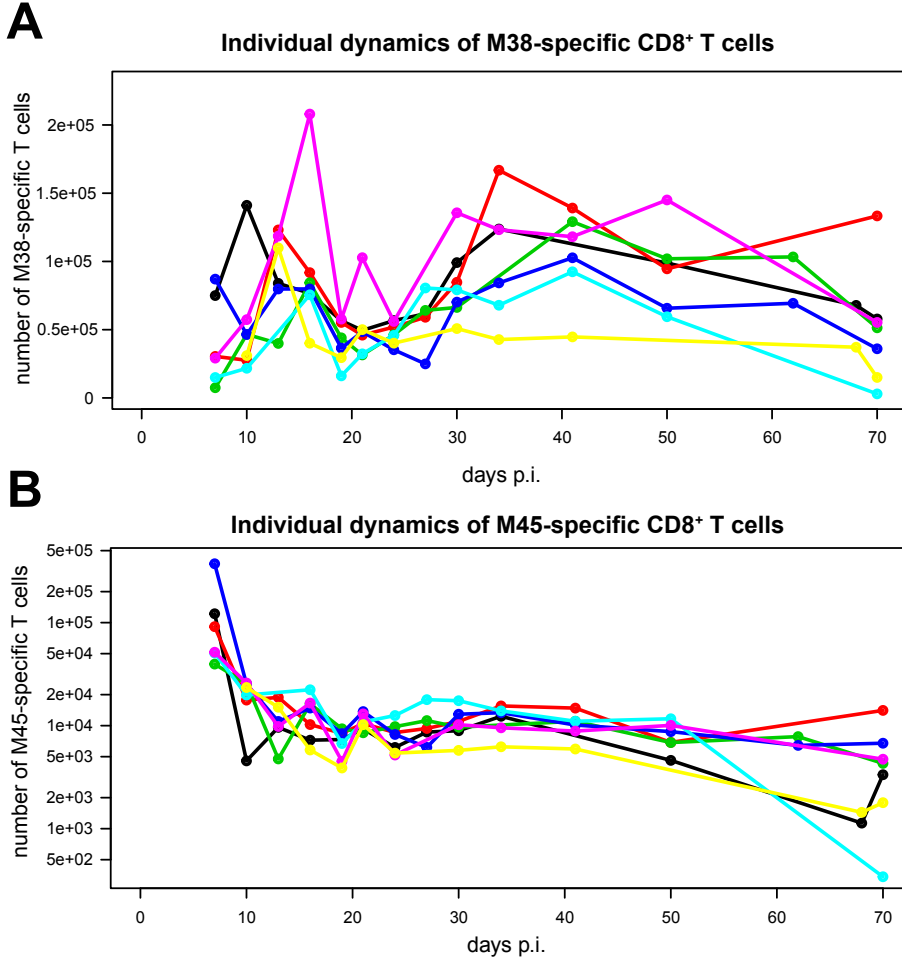 A
Individual dynamics of M38-specific CD8⁺ T cells
number of M38-specific T cells
2e+05
1.5e+05
1e+05
0.5e+05
0
0 10 20 30 40 50 60 70
days p.i.
B
Individual dynamics of M45-specific CD8⁺ T cells
number of M45-specific T cells
5e+05
2e+05
1e+05
5e+04
2e+04
1e+04
5e+03
2e+03
1e+03
5e+02
0 10 20 30 40 50 60 70
days p.i.